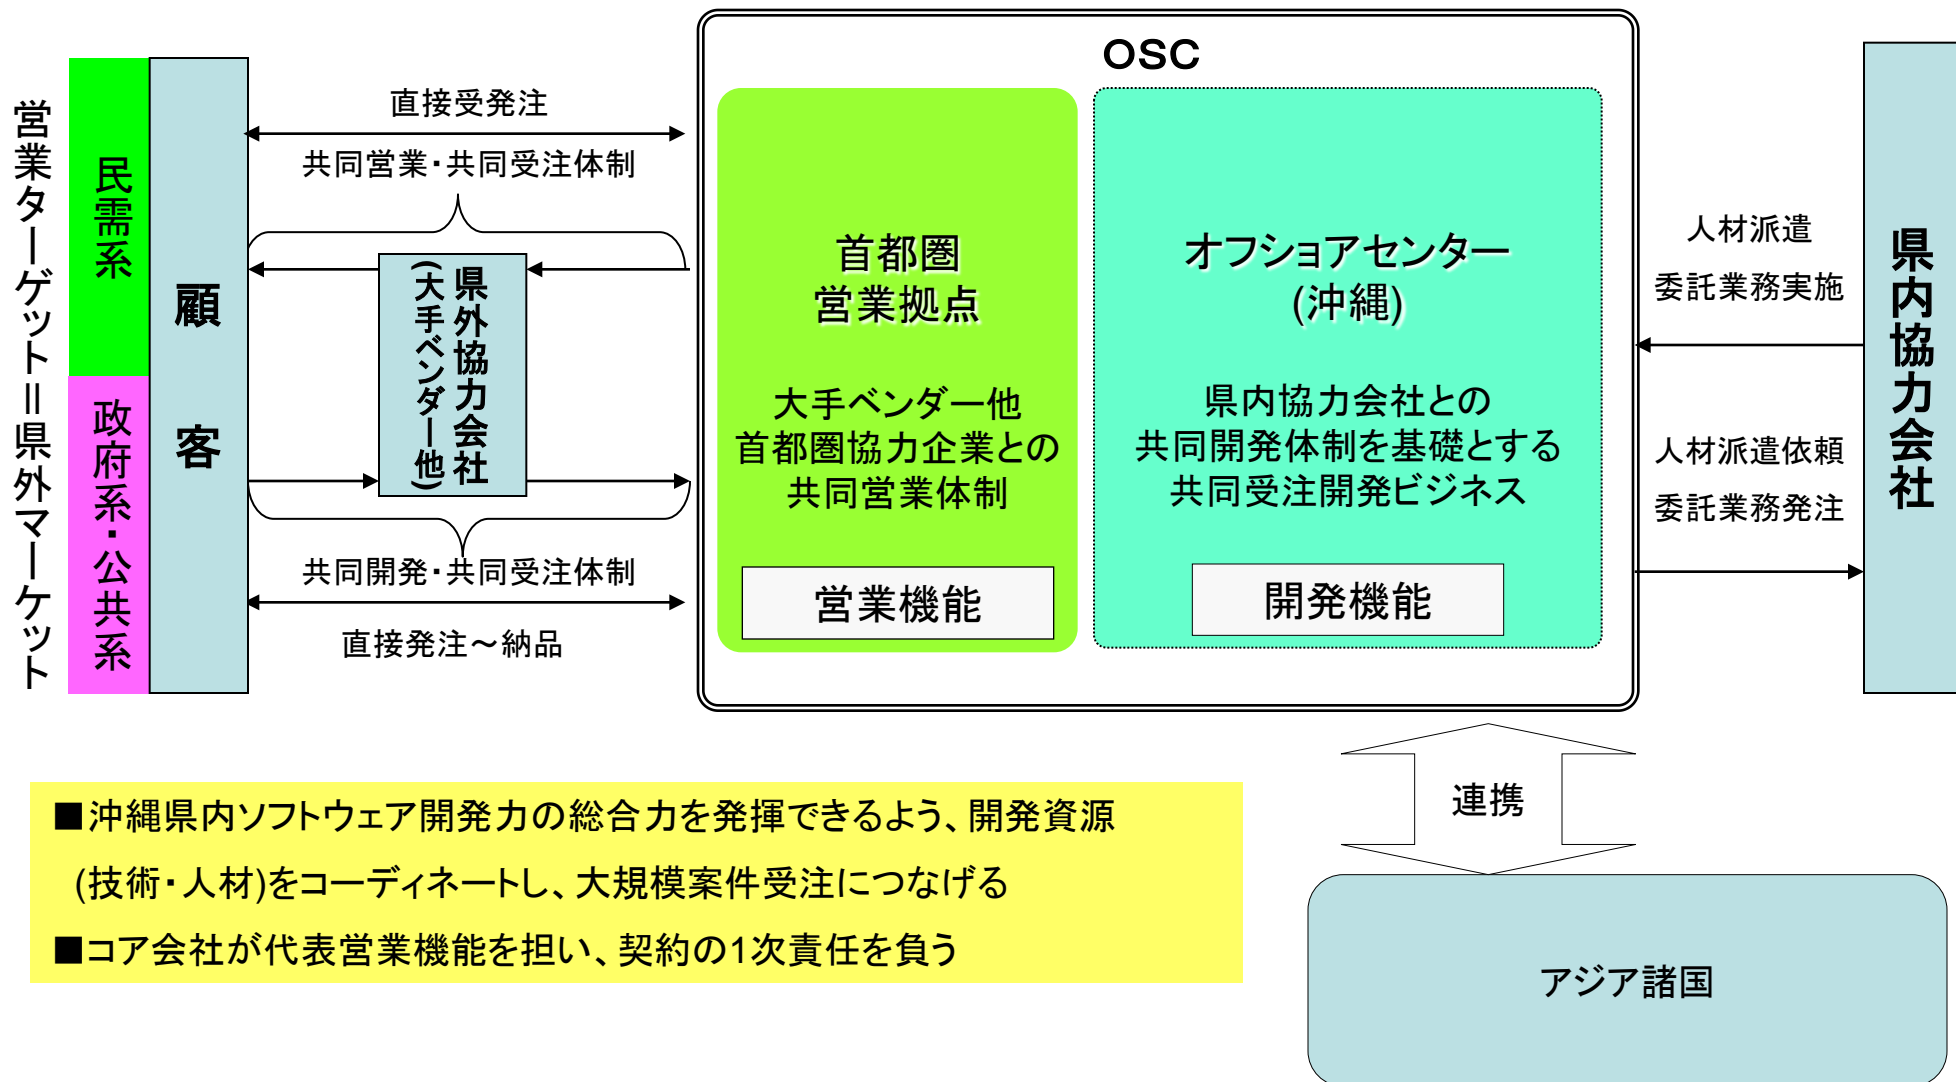 OSC
営業ターゲット＝県外マーケット
民需系
政府系・公共系
顧客
直接受発注
共同営業・共同受注体制
県外協力会社
(大手ベンダー他)
共同開発・共同受注体制
直接発注～納品
首都圏
営業拠点
大手ベンダー他
首都圏協力企業との
共同営業体制
営業機能
オフショアセンター
(沖縄)
県内協力会社との
共同開発体制を基礎とする
共同受注開発ビジネス
開発機能
人材派遣
委託業務実施
人材派遣依頼
委託業務発注
県内協力会社
連携
アジア諸国
■沖縄県内ソフトウェア開発力の総合力を発揮できるよう、開発資源
(技術・人材)をコーディネートし、大規模案件受注につなげる
■コア会社が代表営業機能を担い、契約の1次責任を負う